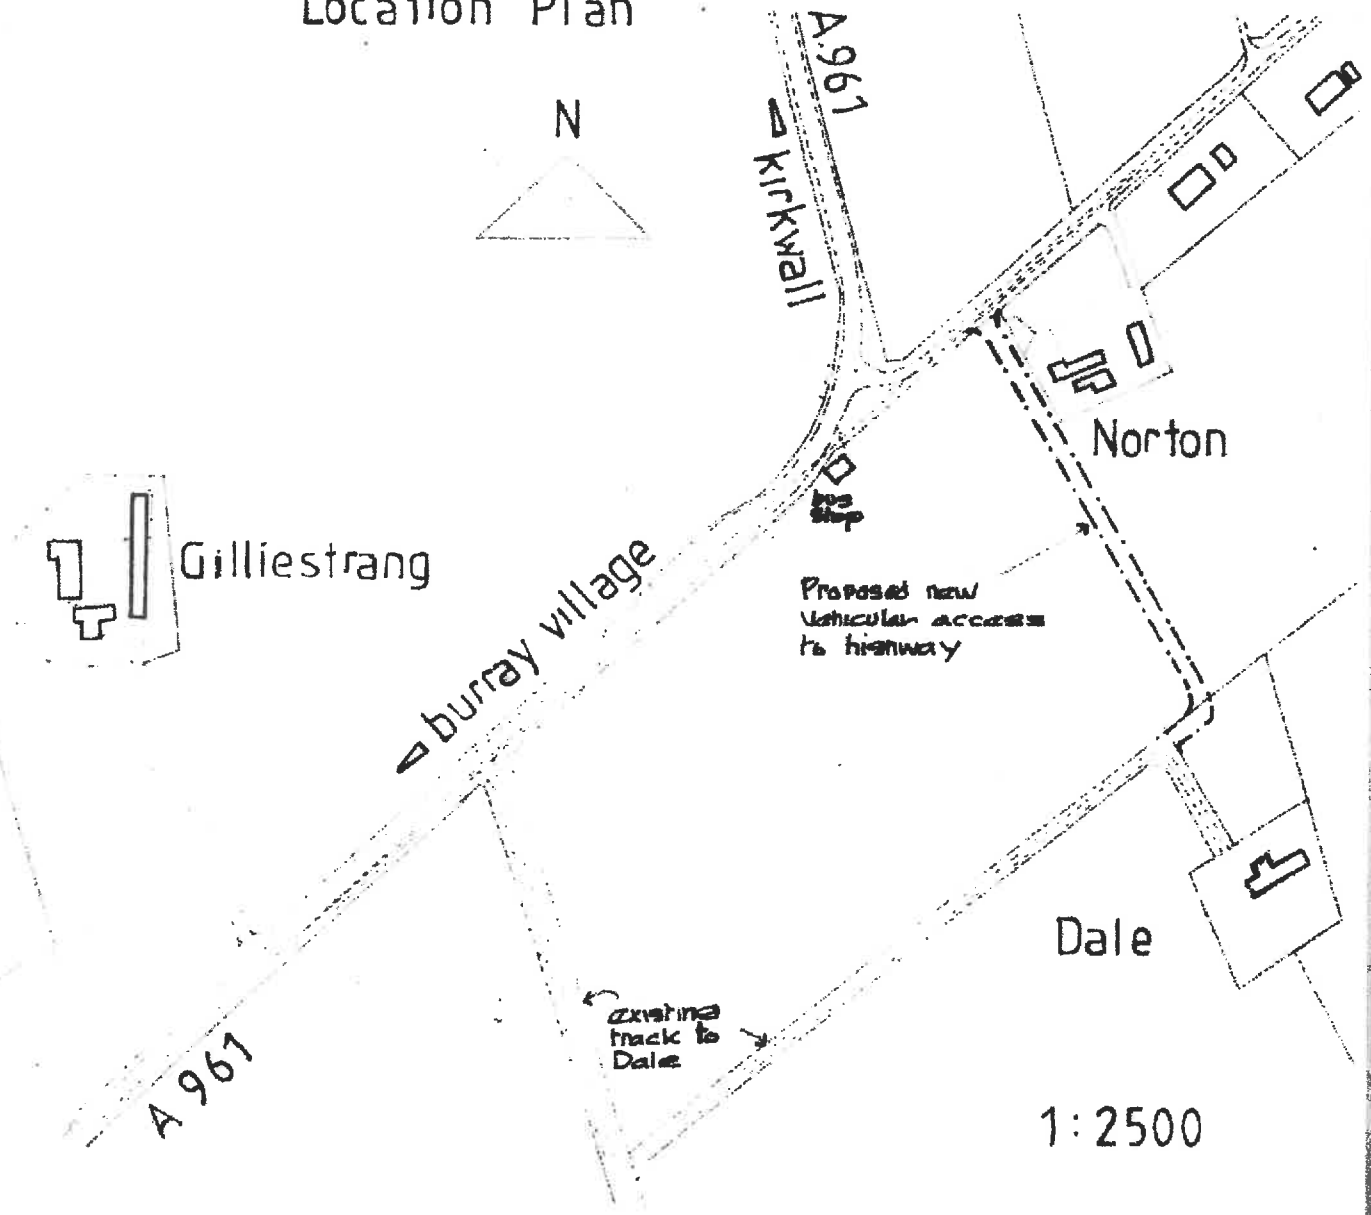 Location Plan
A.961
N
kirkwall
Norton
bus
stop
Gilliestrang
burray village
Proposed new
vehicular access
to highway
Dale
existing
track to
Dale
A 961
1:2500